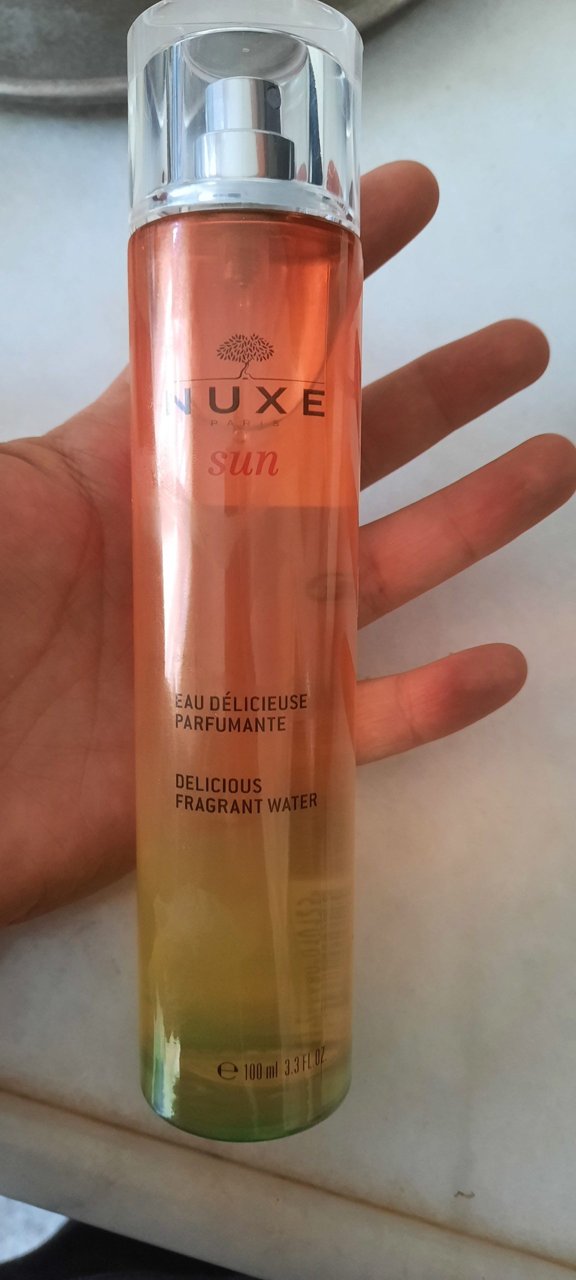 NUXE
PARIS
sun
EAU DÉLICIEUSE
PARFUMANTE
DELICIOUS
FRAGRANT WATER
℮ 100 ml 3.3 FL.OZ.